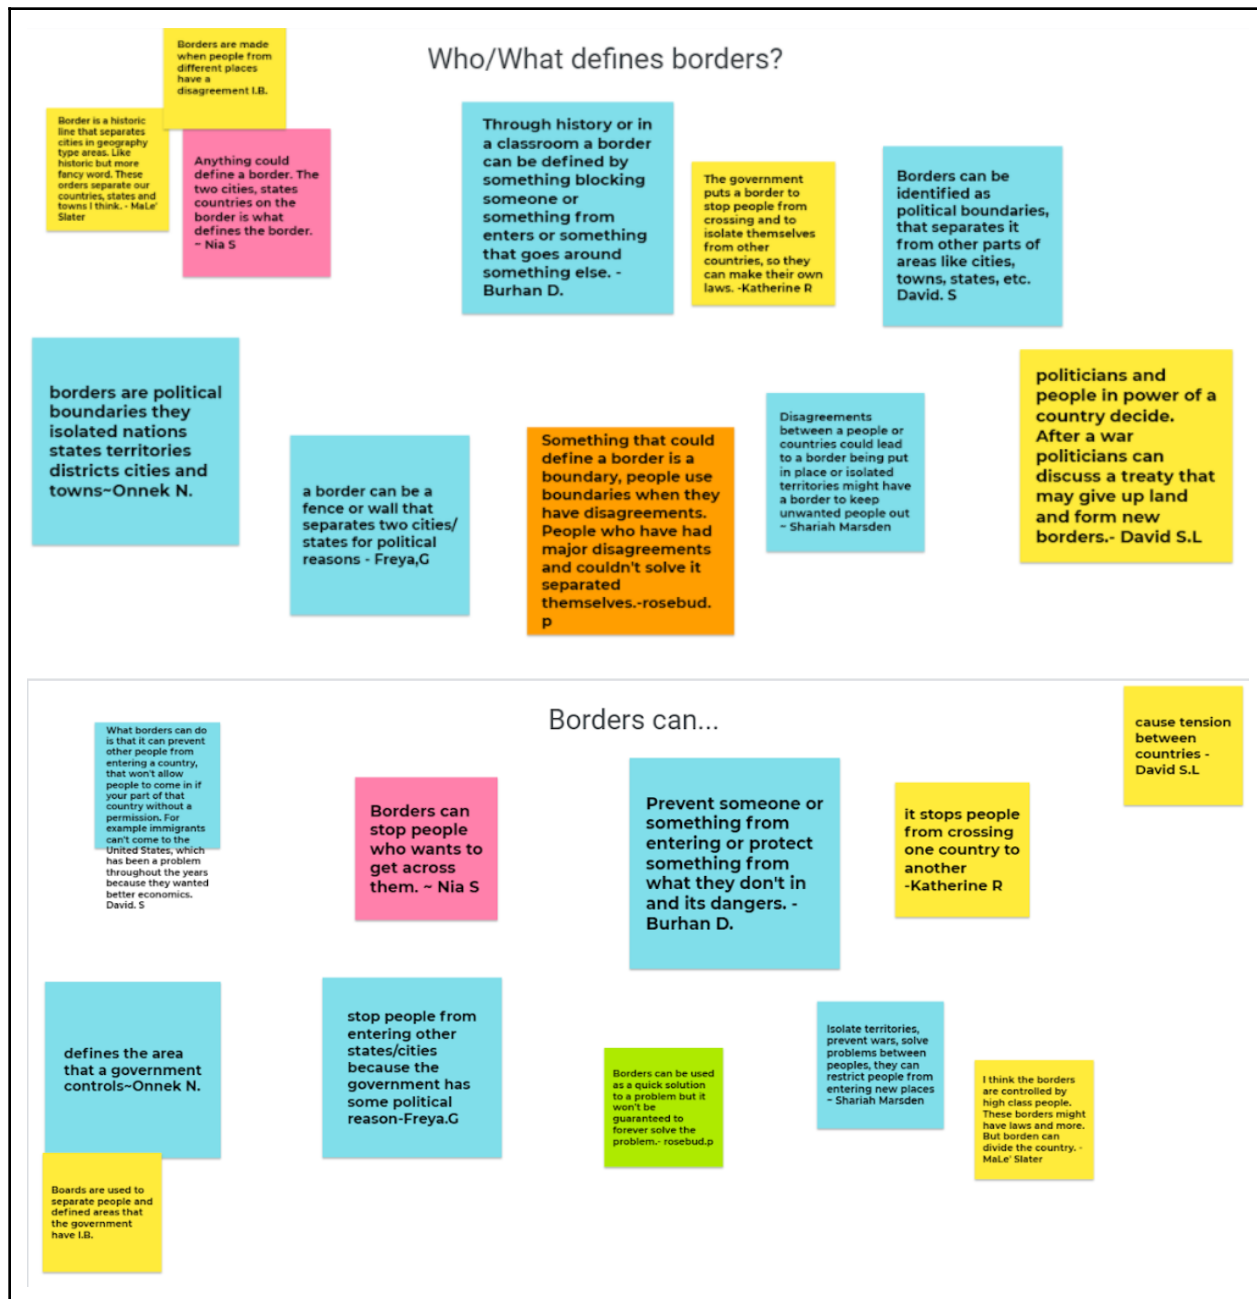 Who/What defines borders?
Borders are made
when people from
different places
have a
disagreement I.B.
Border is a historic
line that separates
cities in geography
type areas. Like
historic but more
fancy word. These
orders separate our
countries, states and
towns I think. - MaLe'
Slater
Anything could
define a border. The
two cities, states
countries on the
border is what
defines the border.
~ Nia S
Through history or in
a classroom a border
can be defined by
something blocking
someone or
something from
enters or something
that goes around
something else. -
Burhan D.
The government
puts a border to
stop people from
crossing and to
isolate themselves
from other
countries, so they
can make their own
laws. -Katherine R
Borders can be
identified as
political boundaries,
that separates it
from other parts of
areas like cities,
towns, states, etc.
David. S
borders are political
boundaries they
isolated nations
states territories
districts cities and
towns~Onnek N.
a border can be a
fence or wall that
separates two cities/
states for political
reasons - Freya,G
Something that could
define a border is a
boundary, people use
boundaries when they
have disagreements.
People who have had
major disagreements
and couldn't solve it
separated
themselves.-rosebud.
p
Disagreements
between a people or
countries could lead
to a border being put
in place or isolated
territories might have
a border to keep
unwanted people out
~ Shariah Marsden
politicians and
people in power of a
country decide.
After a war
politicians can
discuss a treaty that
may give up land
and form new
borders.- David S.L
Borders can...
What borders can do
is that it can prevent
other people from
entering a country,
that won't allow
people to come in if
your part of that
country without a
permission. For
example immigrants
can't come to the
United States, which
has been a problem
throughout the years
because they wanted
better economics.
David. S
Borders can
stop people
who wants to
get across
them. ~ Nia S
Prevent someone or
something from
entering or protect
something from
what they don't in
and its dangers. -
Burhan D.
it stops people
from crossing
one country to
another
-Katherine R
cause tension
between
countries -
David S.L
defines the area
that a government
controls~Onnek N.
stop people from
entering other
states/cities
because the
government has
some political
reason-Freya.G
Borders can be used
as a quick solution
to a problem but it
won't be
guaranteed to
forever solve the
problem.- rosebud.p
Isolate territories,
prevent wars, solve
problems between
peoples, they can
restrict people from
entering new places
~ Shariah Marsden
I think the borders
are controlled by
high class people.
These borders might
have laws and more.
But borden can
divide the country. -
MaLe' Slater
Boards are used to
separate people and
defined areas that
the government
have I.B.